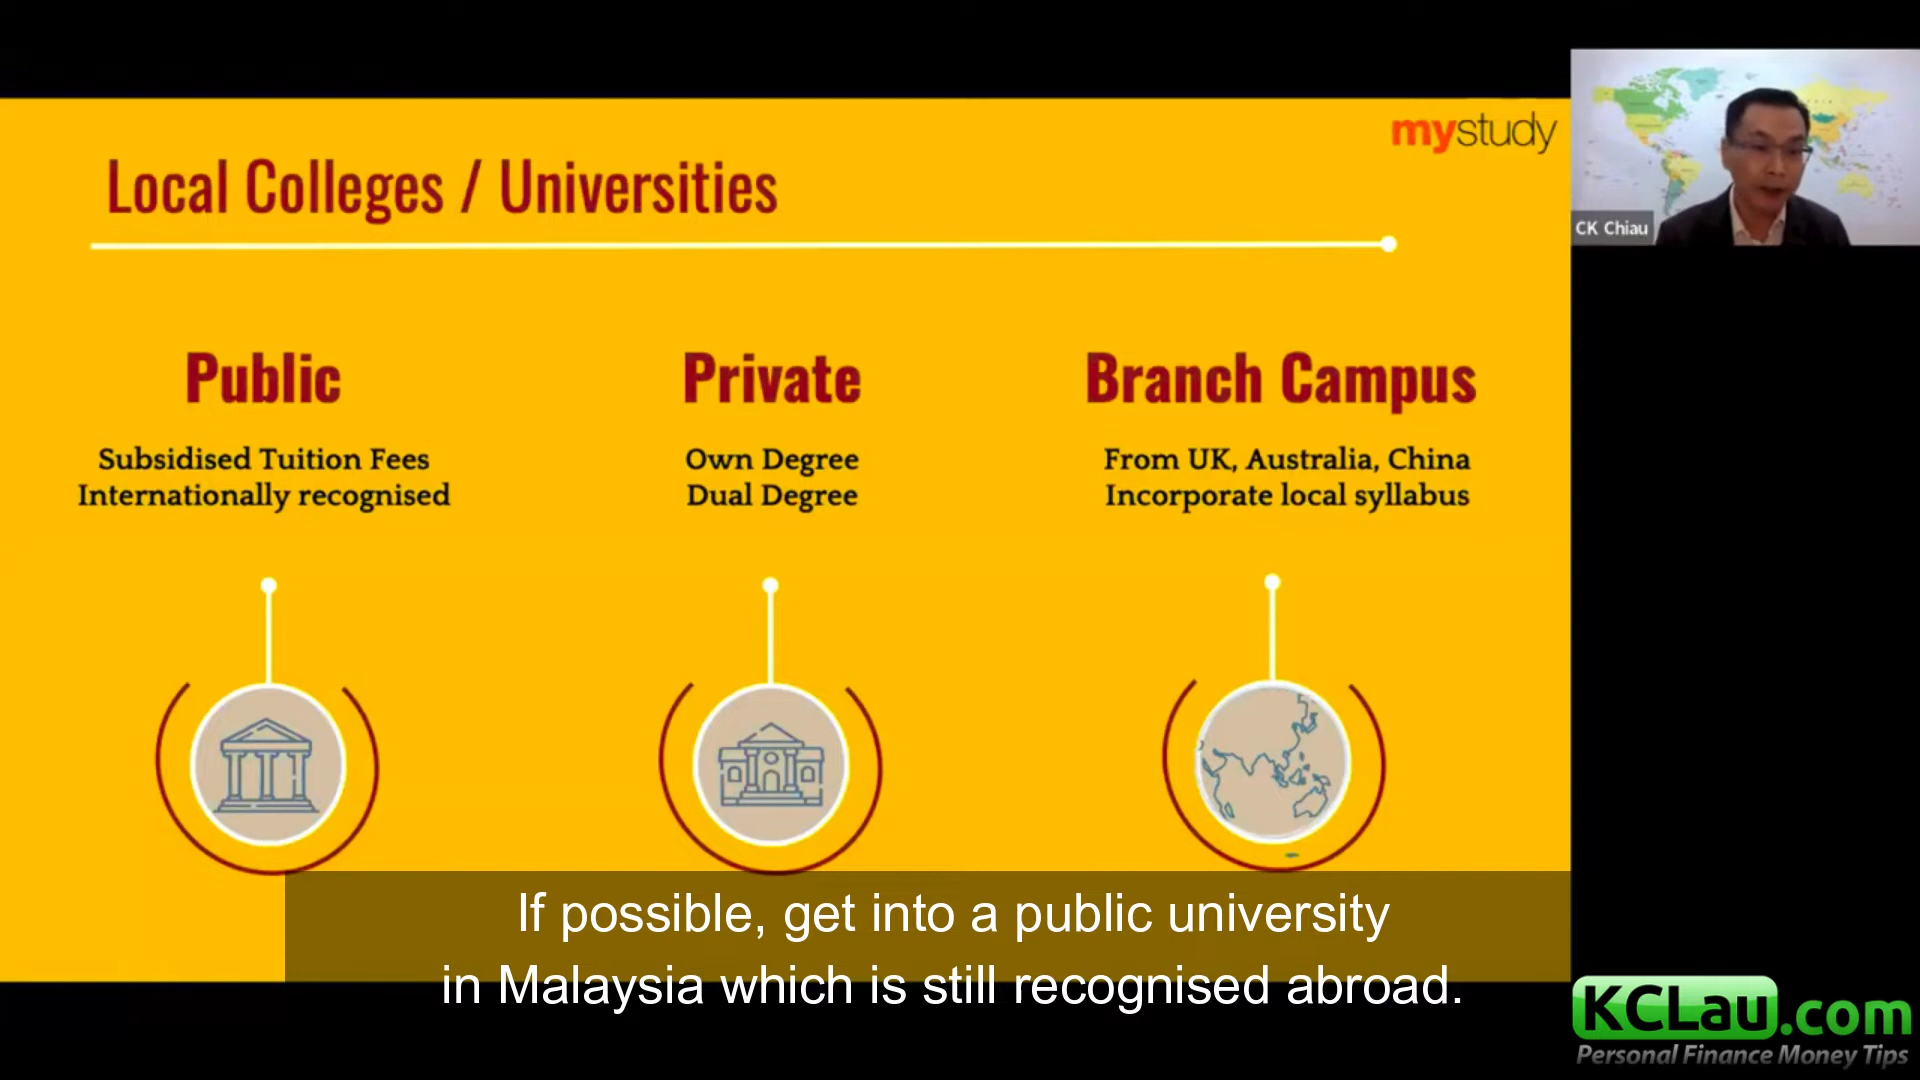 mystudy
CK Chiau
Local Colleges / Universities
Public
Subsidised Tuition Fees
Internationally recognised
Private
Own Degree
Dual Degree
Branch Campus
From UK, Australia, China
Incorporate local syllabus
If possible, get into a public university
in Malaysia which is still recognised abroad.
KCLau.com
Personal Finance Money Tips